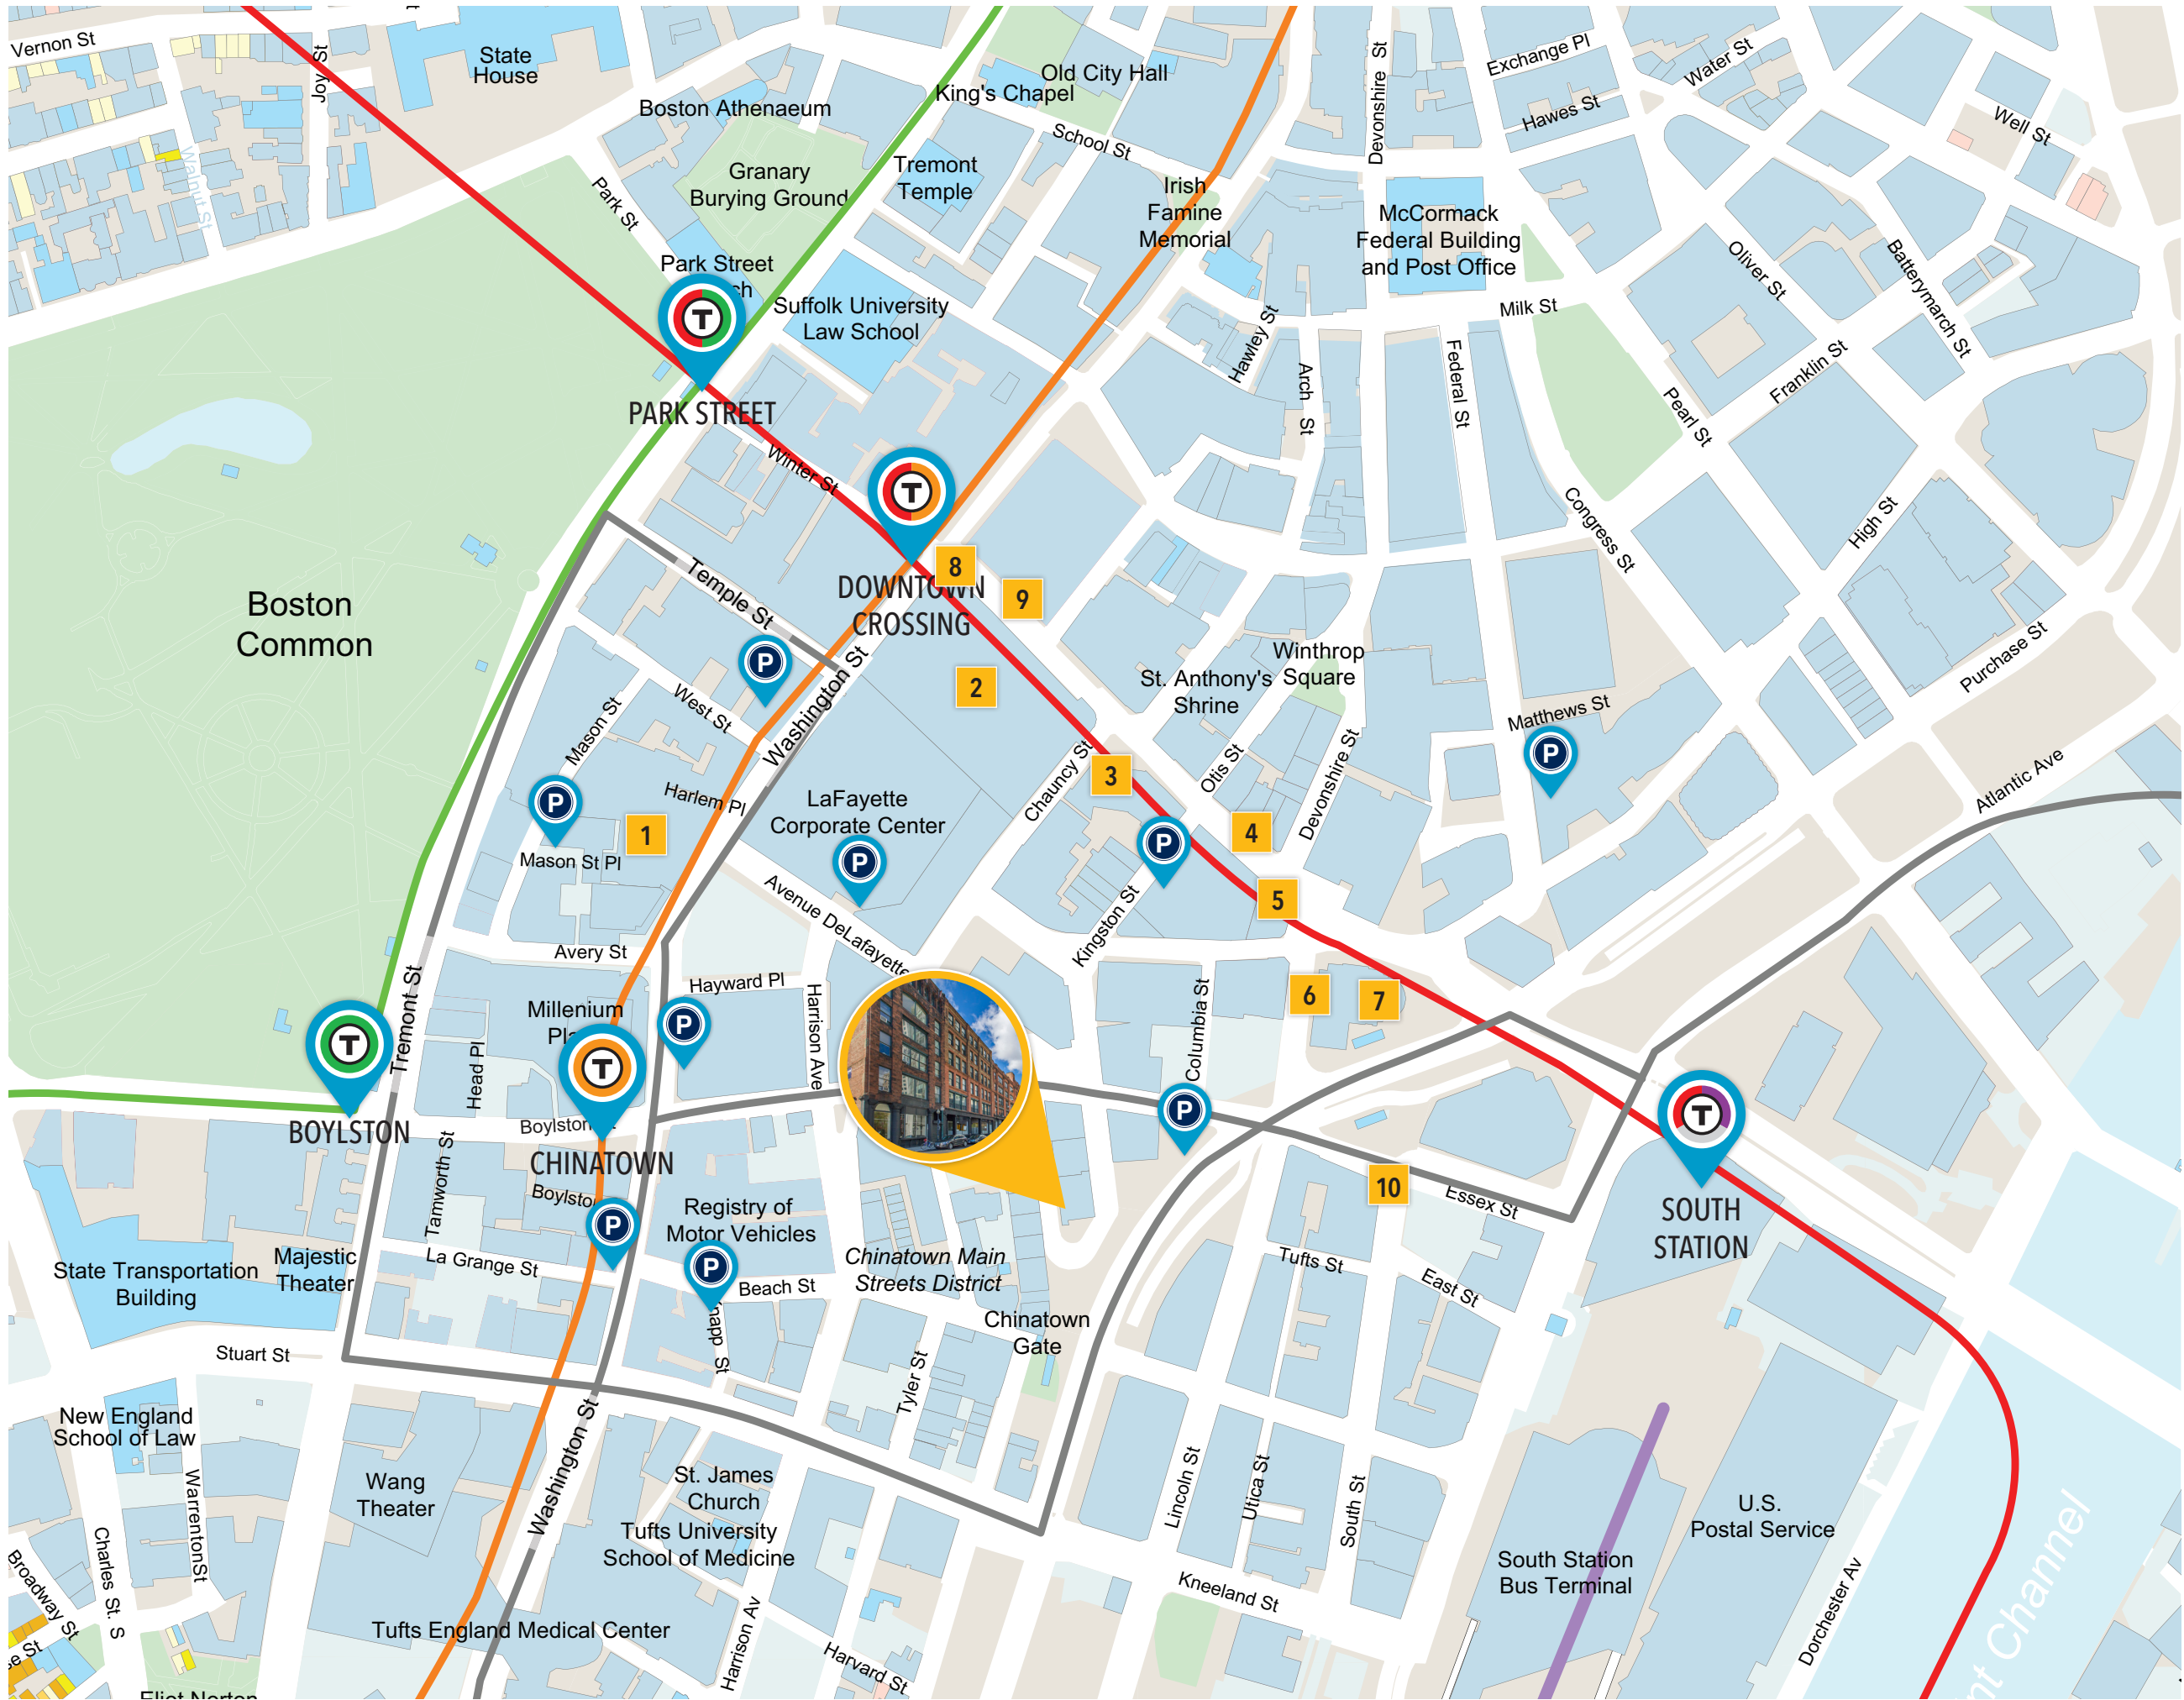 Vernon St
Joy St
State
House
Walnut St
Boston Athenaeum
Granary
Burying Ground
Park St
Park Street
T
PARK STREET
King's Chapel
Old City Hall
School St
Tremont
Temple
Irish
Famine
Memorial
Suffolk University
Law School
Devonshire St
Exchange Pl
Hawes St
Water St
Well St
McCormack
Federal Building
and Post Office
Milk St
Oliver St
Batterymarch St
Hawley St
Arch St
Federal St
Pearl St
Franklin St
Congress St
High St
Purchase St
Atlantic Ave
Winter St
T
DOWNTOWN
CROSSING
8
9
2
Boston
Common
Temple St
P
West St
Washington St
Mason St
P
Harlem Pl
1
Mason St Pl
LaFayette
Corporate Center
P
Chauncy St
3
P
4
5
St. Anthony's
Shrine
Winthrop
Square
Otis St
Devonshire St
Matthews St
P
Kingston St
Avenue DeLafayette
Avery St
Hayward Pl
P
Harrison Ave
Millenium
T
CHINATOWN
Tremont St
Head Pl
T
BOYLSTON
Boylston
Boylston
P
Columbia St
P
6
7
10
Essex St
T
SOUTH
STATION
Tamworth St
La Grange St
Registry of
Motor Vehicles
P
Beach St
Chinatown Main
Streets District
Chinatown
Gate
Tufts St
East St
State Transportation
Building
Majestic
Theater
Stuart St
Tyler St
New England
School of Law
Warrenton St
Charles St. S
Broadway St
Wang
Theater
Washington St
St. James
Church
Tufts University
School of Medicine
Tufts England Medical Center
Harrison Av
Harvard St
Lincoln St
Utica St
South St
Kneeland St
South Station
Bus Terminal
U.S.
Postal Service
Dorchester Av
Channel
Eliot Norton